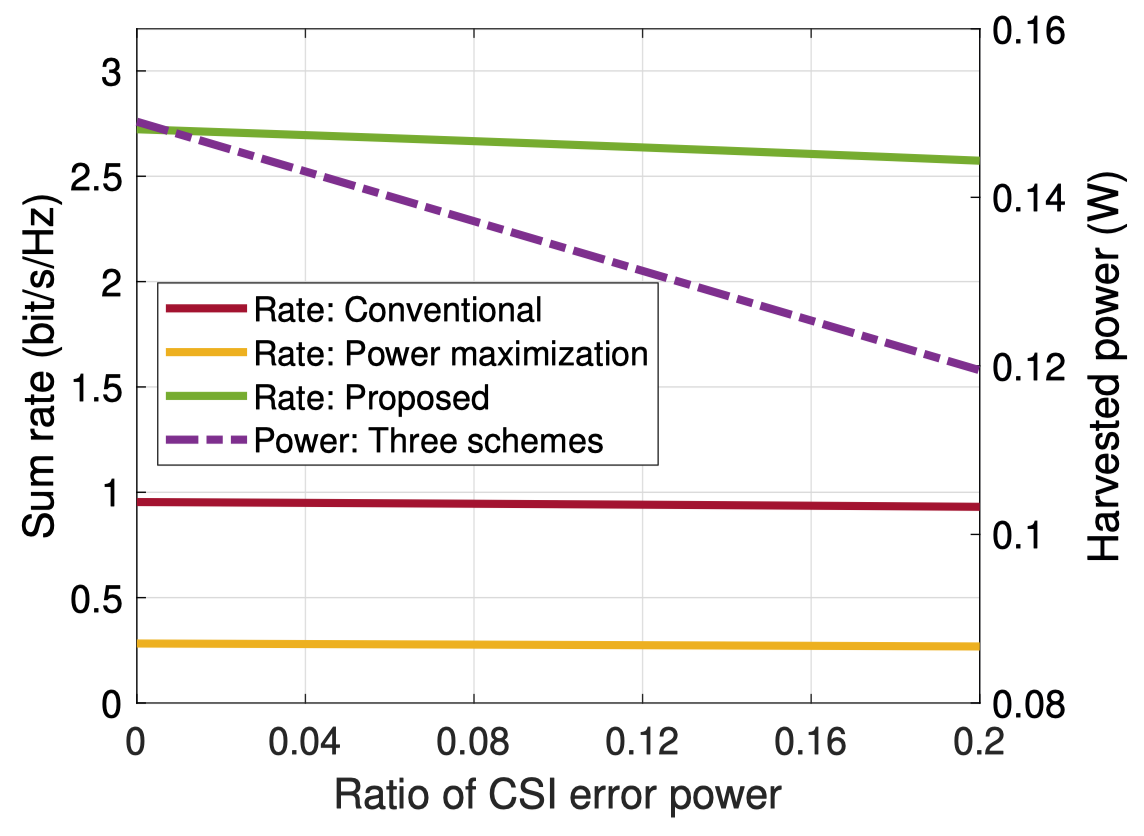 3
2.5
2
1.5
1
0.5
0
Sum rate (bit/s/Hz)
0.16
0.14
0.12
0.1
0.08
Harvested power (W)
Rate: Conventional
Rate: Power maximization
Rate: Proposed
Power: Three schemes
0 0.04 0.08 0.12 0.16 0.2
Ratio of CSI error power